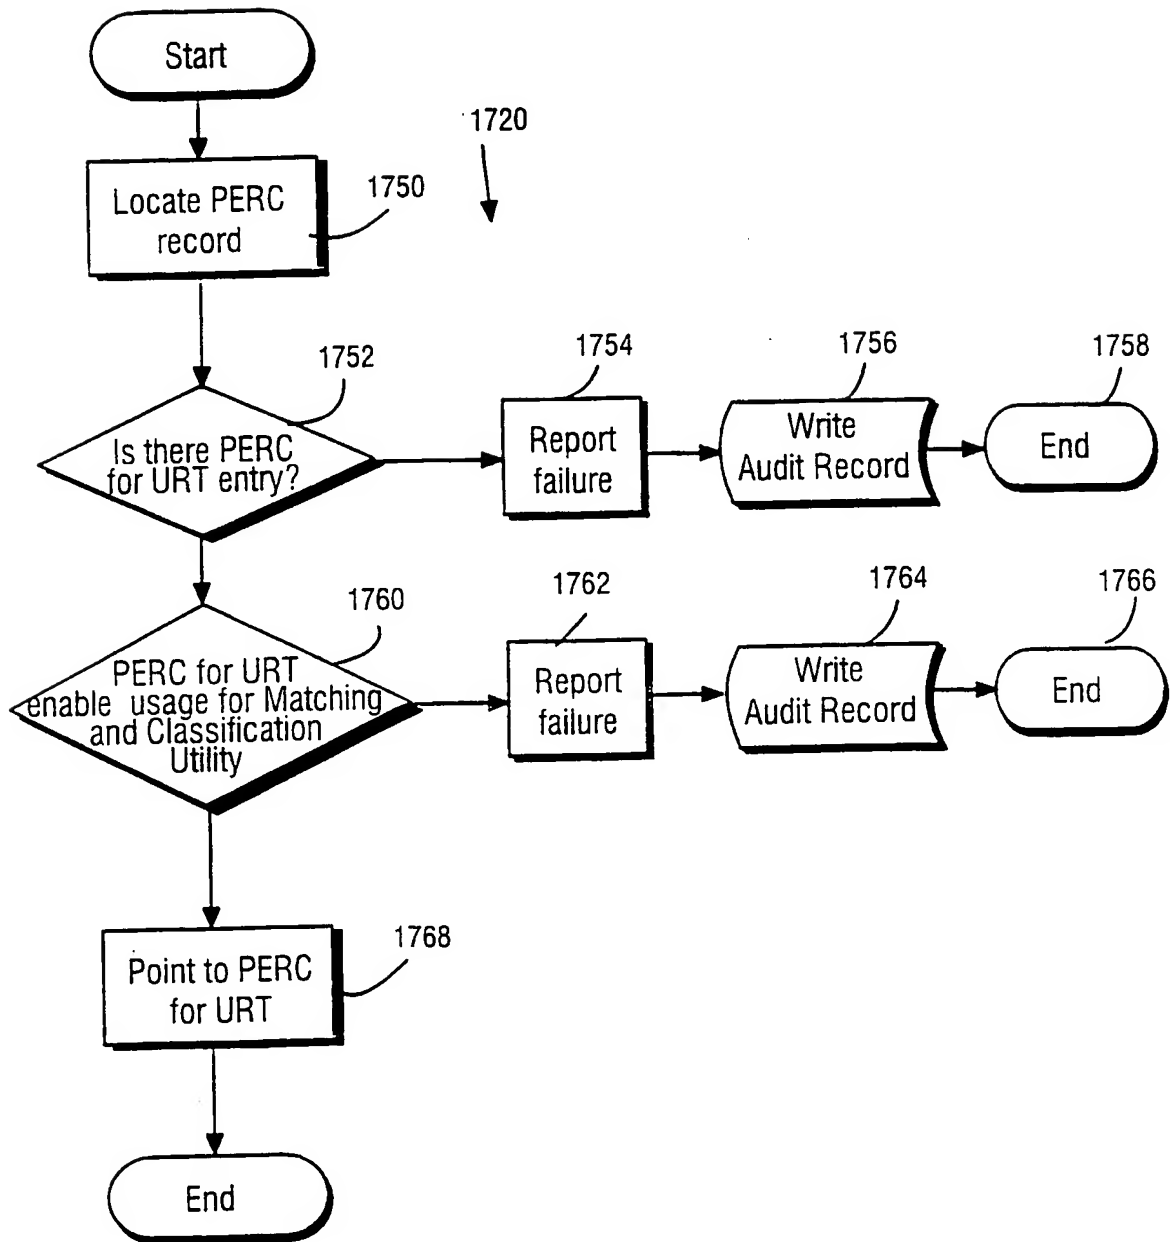 Start
1720
1750
Locate PERC
record
1752
1754
1756
1758
Is there PERC
for URT entry?
Report
failure
Write
Audit Record
End
1760
1762
1764
1766
PERC for URT
enable usage for Matching
and Classification
Utility
Report
failure
Write
Audit Record
End
1768
Point to PERC
for URT
End